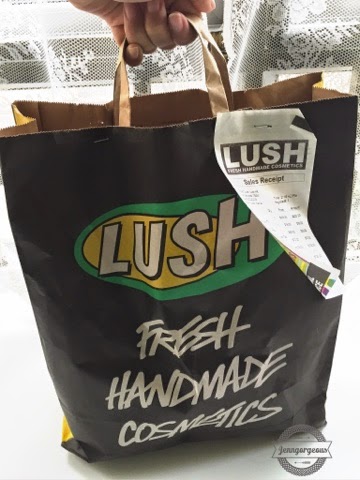 LUSH
FRESH HANDMADE COSMETICS
Sales Receipt
LUSH
FRESH
HANDMADE
COSMETICS
jenngorgeous